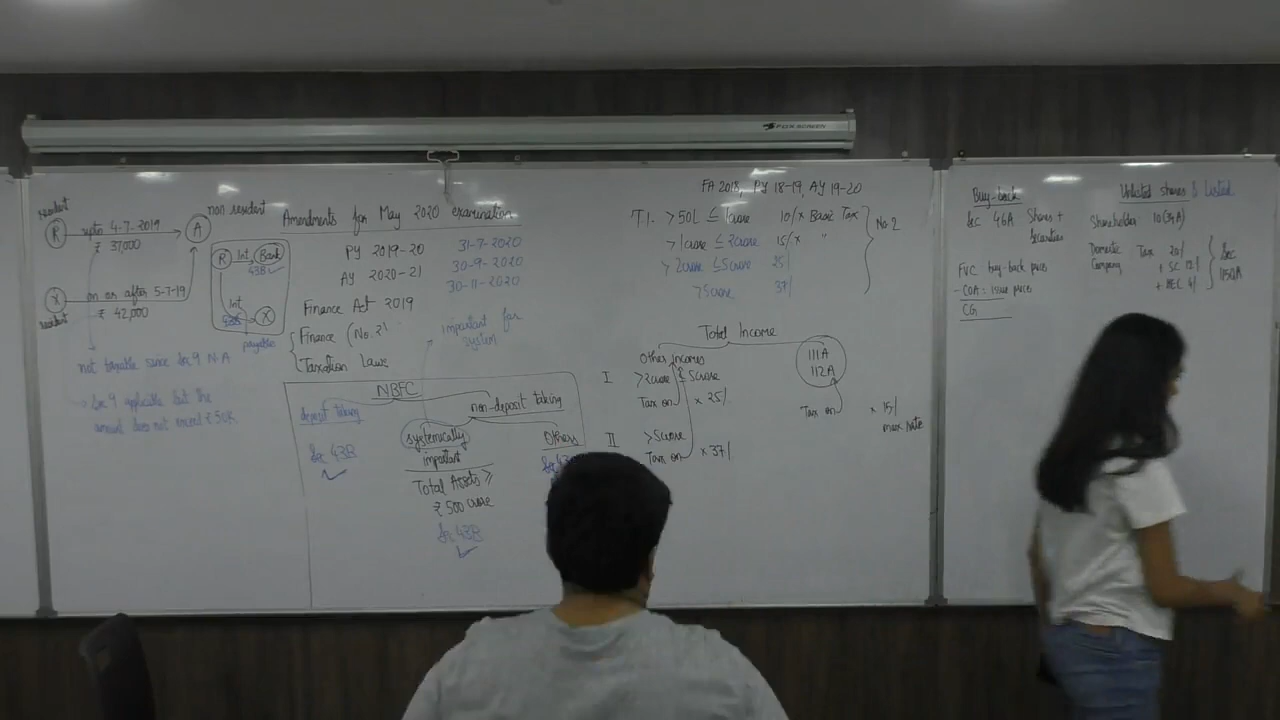 FOX SCREEN
resident
R
upto 4-7-2019
₹ 37,000
A
non resident
R Int Bank
43B ✓
Int
43B
X
payable
X
resident
on or after 5-7-19
₹ 42,000
not taxable since Sec 9 N.A
Sec 9 applicable but the
amount does not exceed ₹ 50K
Amendments for May 2020 examination
PY 2019-20
AY 2020-21
31-7-2020
30-9-2020
30-11-2020
Finance Act 2019
Finance (No. 2)
Taxation Laws
important for
system
NBFC
deposit taking
non-deposit taking
Sec 43B
✓
systemically
important
Total Assets ≥
₹ 500 crore
Sec 43B
✓
Others
FA 2018, PY 18-19, AY 19-20
T.I. > 50L ≤ 1crore 10% x Basic Tax
> 1crore ≤ 2crore 15% x "
> 2crore ≤ 5crore 25%
> 5crore 37%
No. 2
Total Income
Other Incomes
111A
112A
I
> 2crore ≤ 5crore
Tax on x 25%
Tax on x 15%
max rate
II
> 5crore
Tax on x 37%
Buy-back
Sec 46A Shares +
Securities
FVC buy-back price
- COA: issue price
CG
Unlisted shares & Listed
Shareholder 10(34A)
Domestic
Company
Tax 20%
+ SC 12%
+ HEC 4%
Sec
115QA